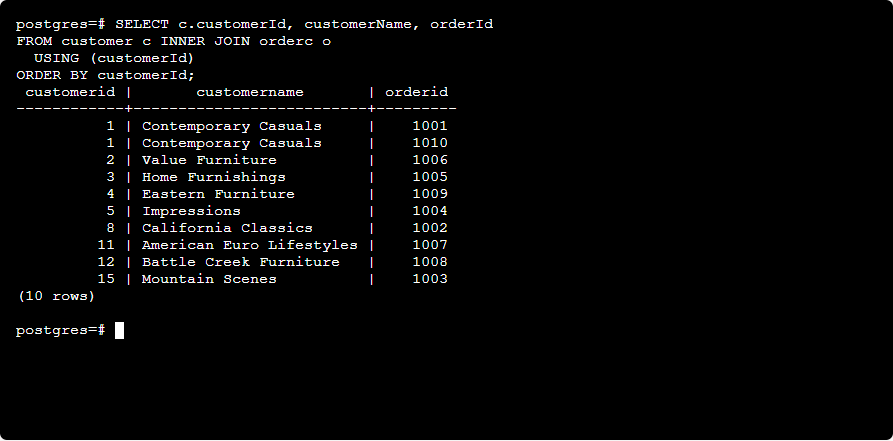 postgres=# SELECT c.customerId, customerName, orderId
FROM customer c INNER JOIN orderc o
  USING (customerId)
ORDER BY customerId;
 customerid |       customername       | orderid
------------+--------------------------+---------
          1 | Contemporary Casuals     |    1001
          1 | Contemporary Casuals     |    1010
          2 | Value Furniture          |    1006
          3 | Home Furnishings         |    1005
          4 | Eastern Furniture        |    1009
          5 | Impressions              |    1004
          8 | California Classics      |    1002
         11 | American Euro Lifestyles |    1007
         12 | Battle Creek Furniture   |    1008
         15 | Mountain Scenes          |    1003
(10 rows)
postgres=#